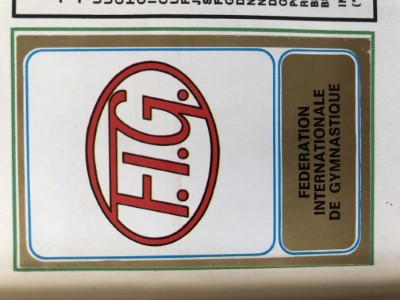 F.I.G.
FEDERATION
INTERNATIONALE
DE GYMNASTIQUE